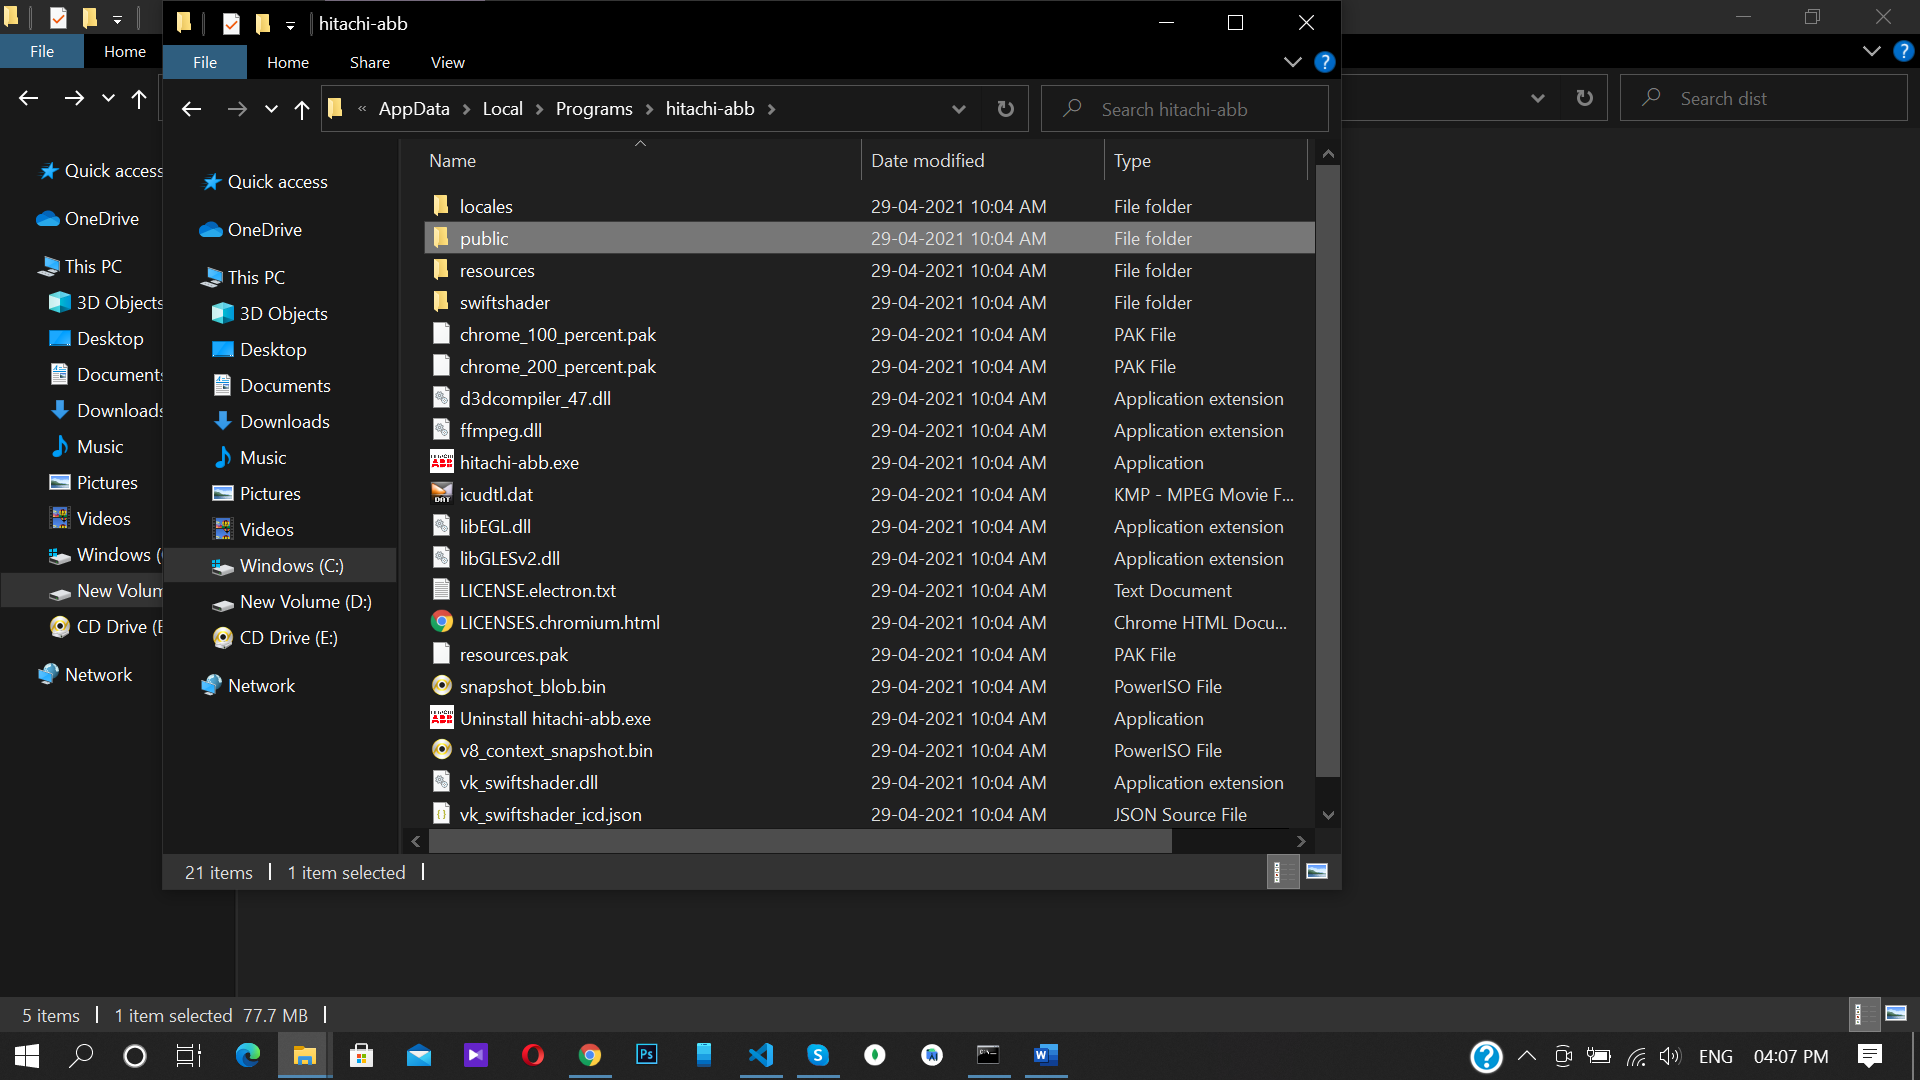 hitachi-abb
File Home
File Home Share View
« AppData > Local > Programs > hitachi-abb >
Search hitachi-abb
Search dist
Quick access
OneDrive
This PC
3D Objects
Desktop
Documents
Downloads
Music
Pictures
Videos
Windows (
New Volum
CD Drive (E
Network
Quick access
OneDrive
This PC
3D Objects
Desktop
Documents
Downloads
Music
Pictures
Videos
Windows (C:)
New Volume (D:)
CD Drive (E:)
Network
Name Date modified Type
locales 29-04-2021 10:04 AM File folder
public 29-04-2021 10:04 AM File folder
resources 29-04-2021 10:04 AM File folder
swiftshader 29-04-2021 10:04 AM File folder
chrome_100_percent.pak 29-04-2021 10:04 AM PAK File
chrome_200_percent.pak 29-04-2021 10:04 AM PAK File
d3dcompiler_47.dll 29-04-2021 10:04 AM Application extension
ffmpeg.dll 29-04-2021 10:04 AM Application extension
hitachi-abb.exe 29-04-2021 10:04 AM Application
icudtl.dat 29-04-2021 10:04 AM KMP - MPEG Movie F...
libEGL.dll 29-04-2021 10:04 AM Application extension
libGLESv2.dll 29-04-2021 10:04 AM Application extension
LICENSE.electron.txt 29-04-2021 10:04 AM Text Document
LICENSES.chromium.html 29-04-2021 10:04 AM Chrome HTML Docu...
resources.pak 29-04-2021 10:04 AM PAK File
snapshot_blob.bin 29-04-2021 10:04 AM PowerISO File
Uninstall hitachi-abb.exe 29-04-2021 10:04 AM Application
v8_context_snapshot.bin 29-04-2021 10:04 AM PowerISO File
vk_swiftshader.dll 29-04-2021 10:04 AM Application extension
vk_swiftshader_icd.json 29-04-2021 10:04 AM JSON Source File
21 items | 1 item selected |
5 items | 1 item selected 77.7 MB |
ENG 04:07 PM